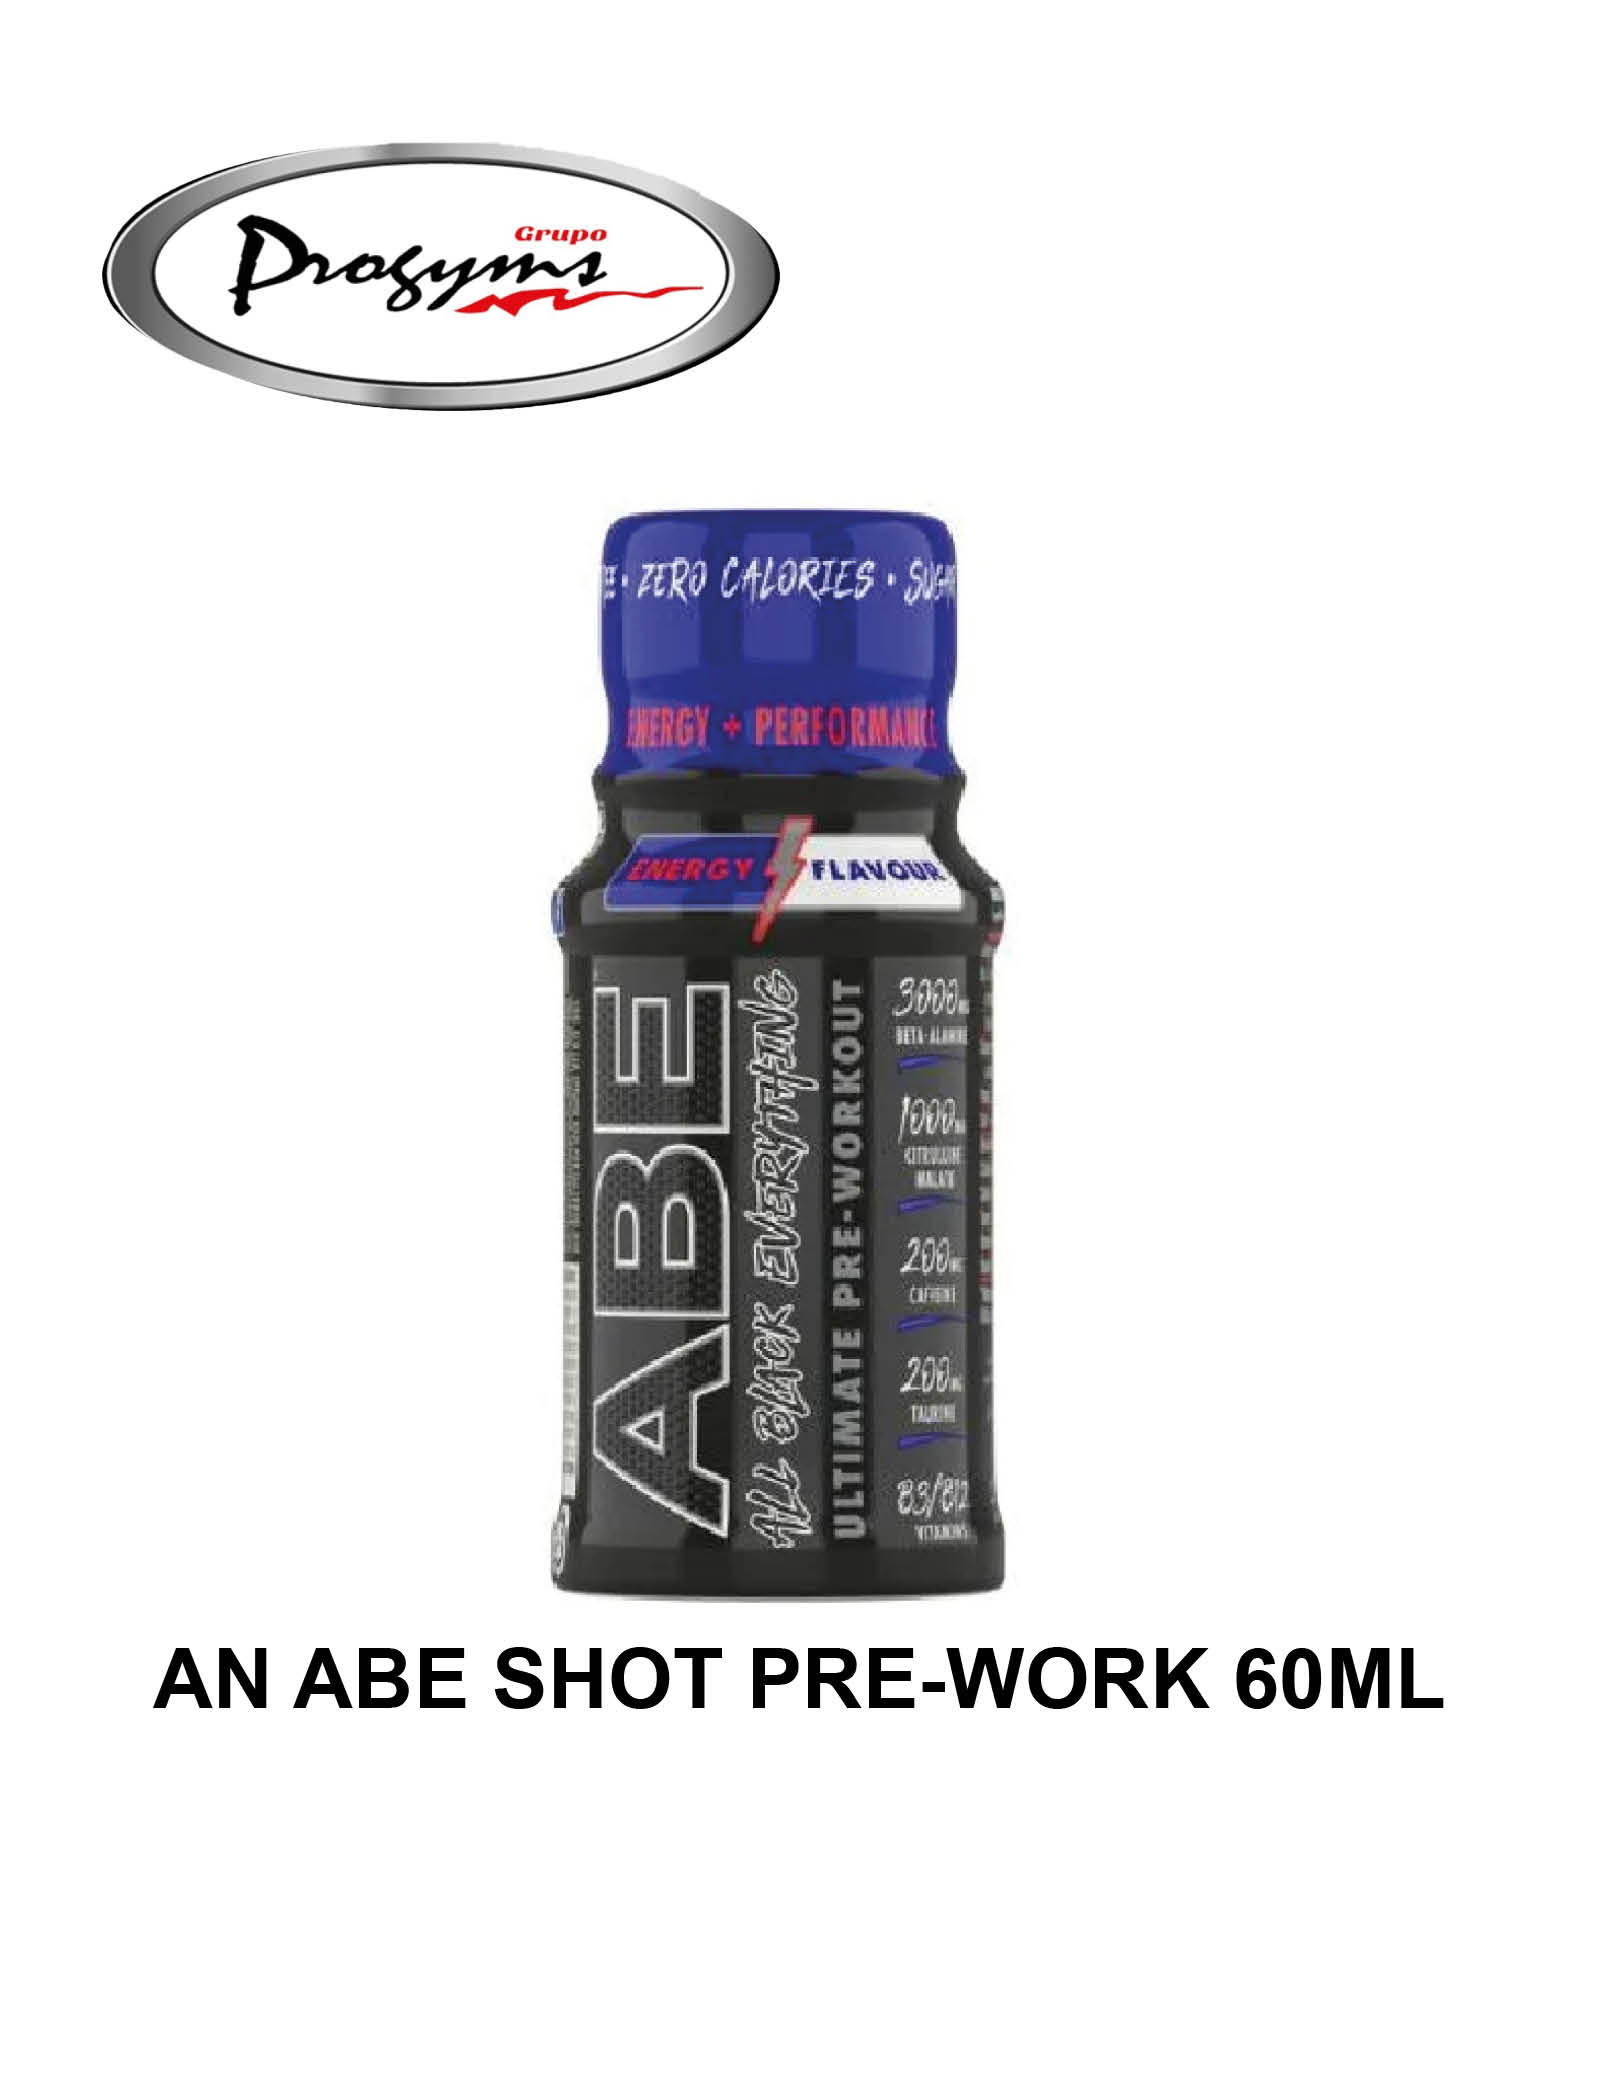 Grupo
Progyms
ZERO CALORIES • SUGAR
ENERGY + PERFORMANCE
ENERGY FLAVOUR
ABE
ALL BLACK EVERYTHING
ULTIMATE PRE-WORKOUT
3000MG
BETA-ALANINE
1000MG
CITRULLINE
MALATE
200MG
CAFFEINE
200MG
TAURINE
B3/B12
VITAMINS
AN ABE SHOT PRE-WORK 60ML